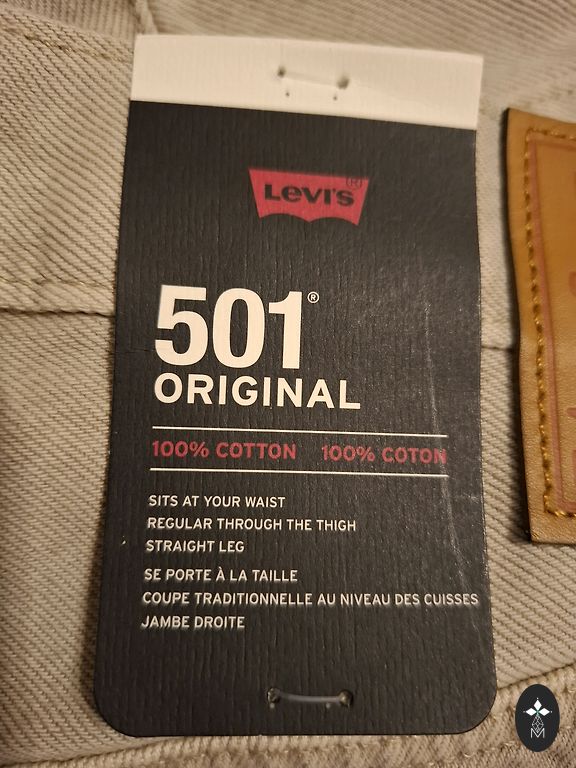 Levi's®
501®
ORIGINAL
100% COTTON 100% COTON
SITS AT YOUR WAIST
REGULAR THROUGH THE THIGH
STRAIGHT LEG
SE PORTE À LA TAILLE
COUPE TRADITIONNELLE AU NIVEAU DES CUISSES
JAMBE DROITE
M